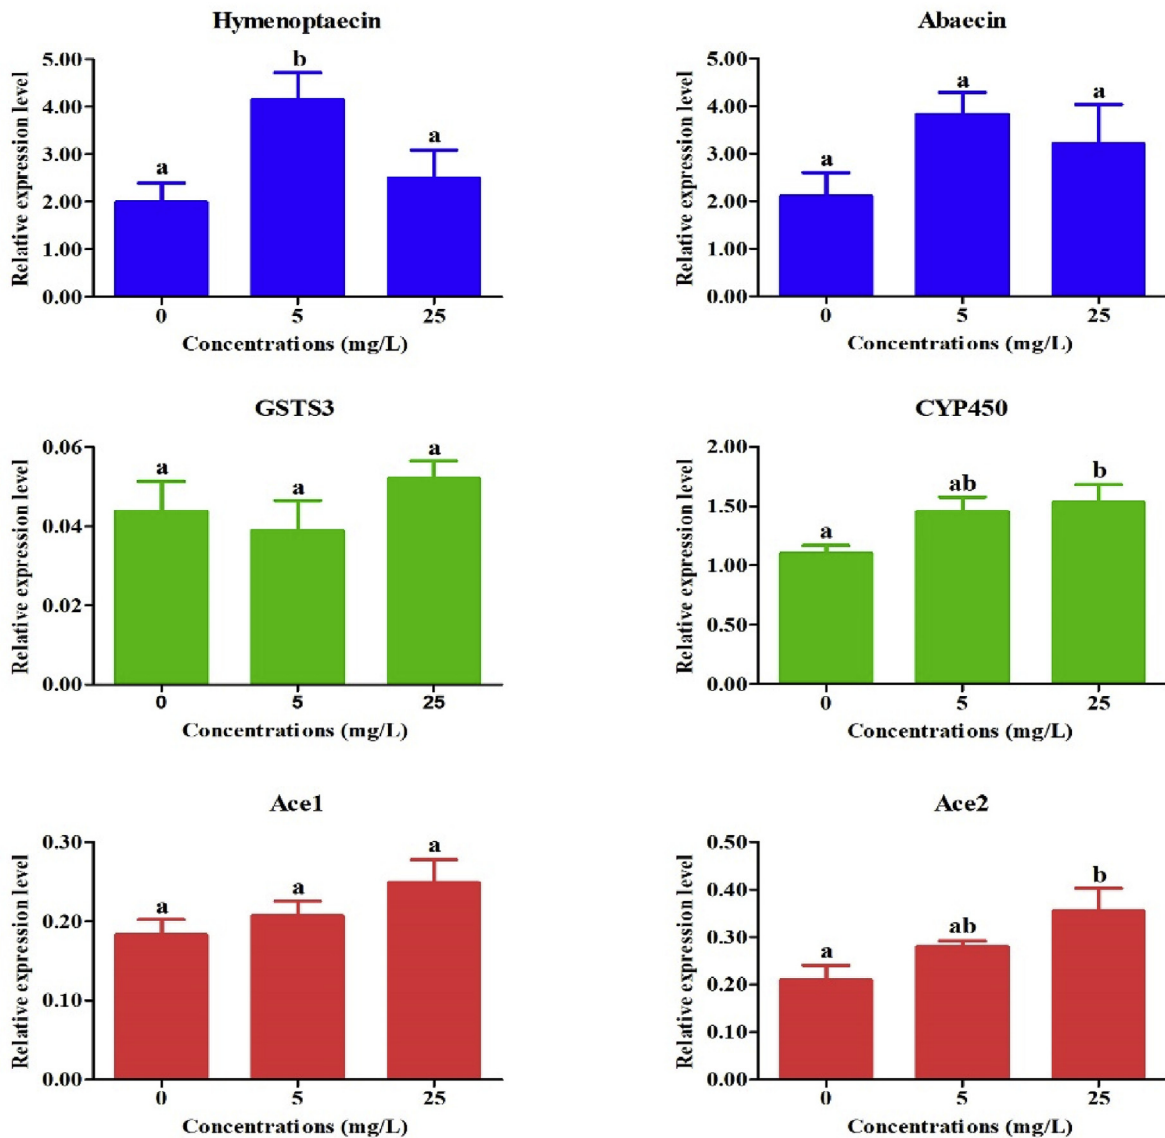 Hymenoptaecin
Relative expression level
5.00
4.00
3.00
2.00
1.00
0.00
a
b
a
0 5 25
Concentrations (mg/L)
Abaecin
Relative expression level
5.00
4.00
3.00
2.00
1.00
0.00
a
a
a
0 5 25
Concentrations (mg/L)
GSTS3
Relative expression level
0.06
0.04
0.02
0.00
a
a
a
0 5 25
Concentrations (mg/L)
CYP450
Relative expression level
2.00
1.50
1.00
0.50
0.00
a
ab
b
0 5 25
Concentrations (mg/L)
Ace1
Relative expression level
0.30
0.20
0.10
0.00
a
a
a
0 5 25
Concentrations (mg/L)
Ace2
Relative expression level
0.50
0.40
0.30
0.20
0.10
0.00
a
ab
b
0 5 25
Concentrations (mg/L)